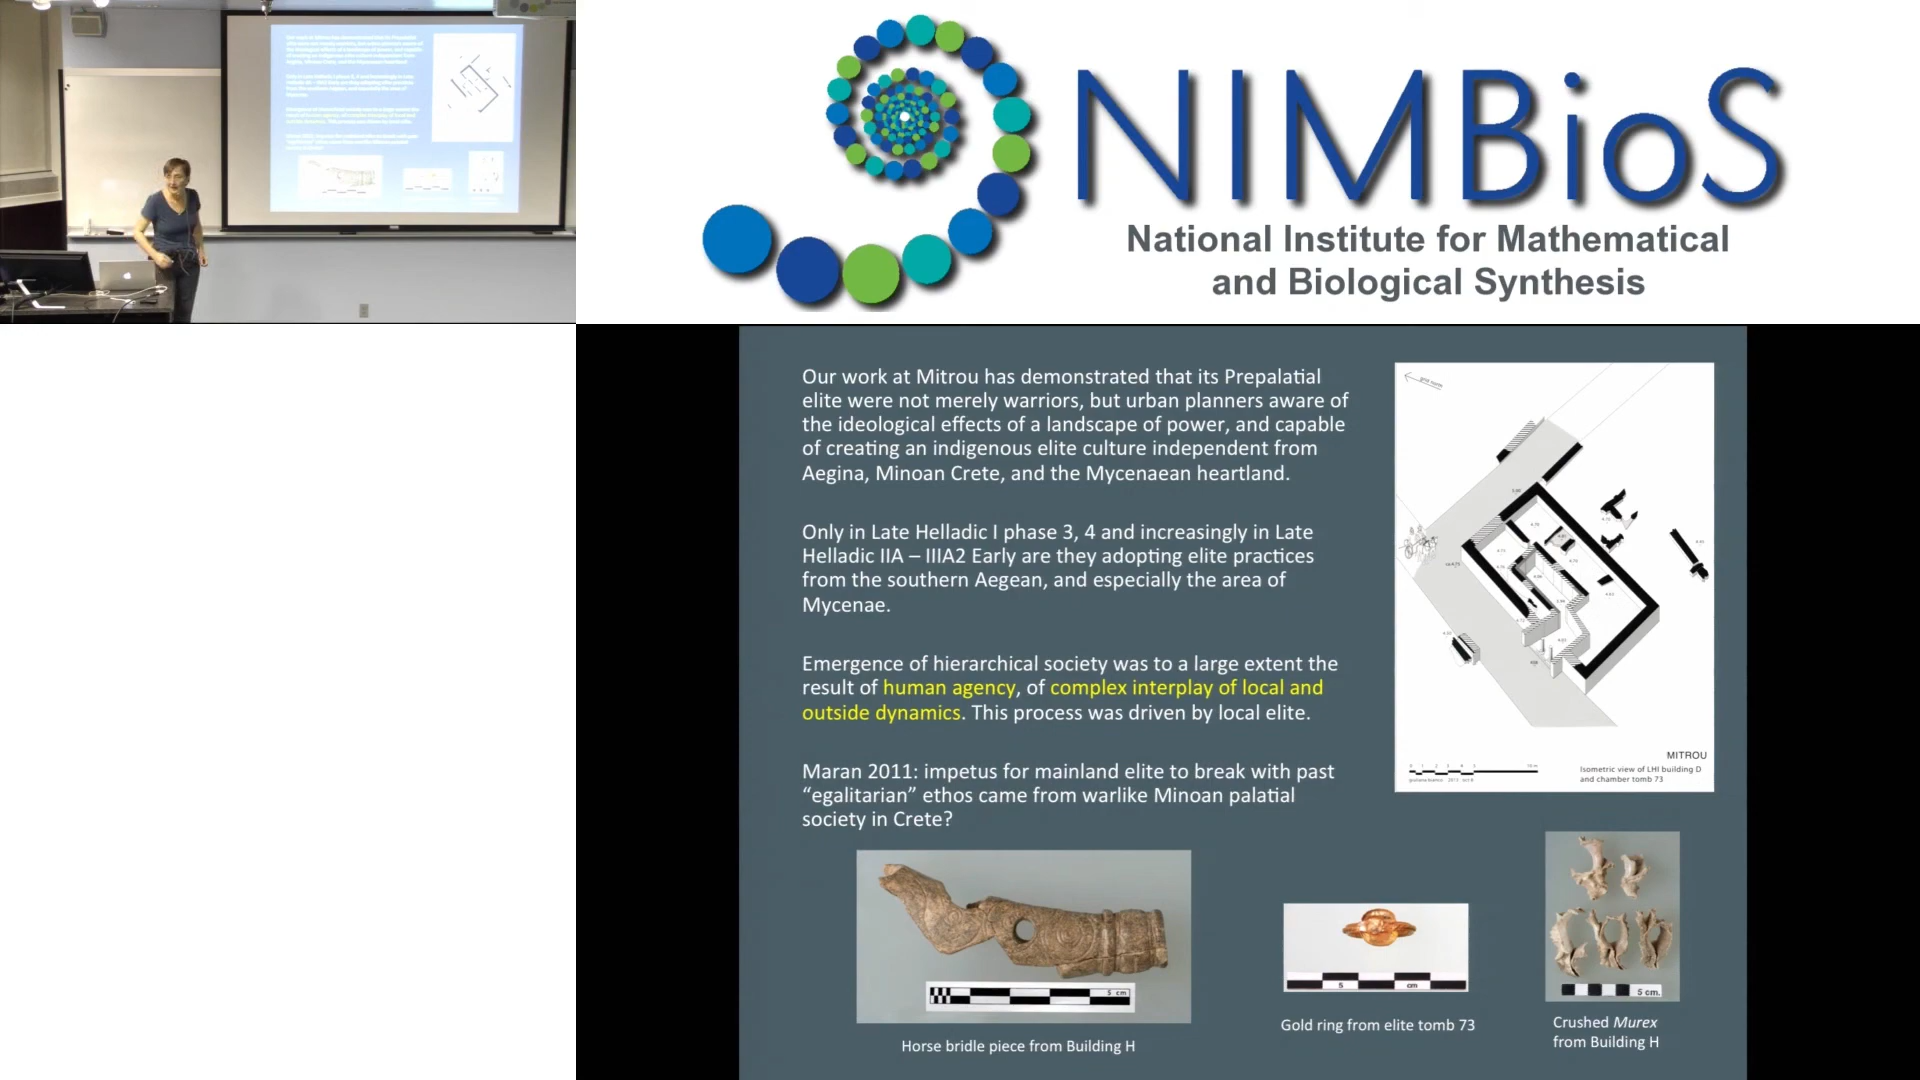 NIMBioS
National Institute for Mathematical
and Biological Synthesis
Our work at Mitrou has demonstrated that its Prepalatial
elite were not merely warriors, but urban planners aware of
the ideological effects of a landscape of power, and capable
of creating an indigenous elite culture independent from
Aegina, Minoan Crete, and the Mycenaean heartland.
Only in Late Helladic I phase 3, 4 and increasingly in Late
Helladic IIA – IIIA2 Early are they adopting elite practices
from the southern Aegean, and especially the area of
Mycenae.
Emergence of hierarchical society was to a large extent the
result of human agency, of complex interplay of local and
outside dynamics. This process was driven by local elite.
Maran 2011: impetus for mainland elite to break with past
“egalitarian” ethos came from warlike Minoan palatial
society in Crete?
MITROU
Isometric view of LHI building D
and chamber tomb 73
5 cm
Horse bridle piece from Building H
5 cm
Gold ring from elite tomb 73
5 cm.
Crushed Murex
from Building H